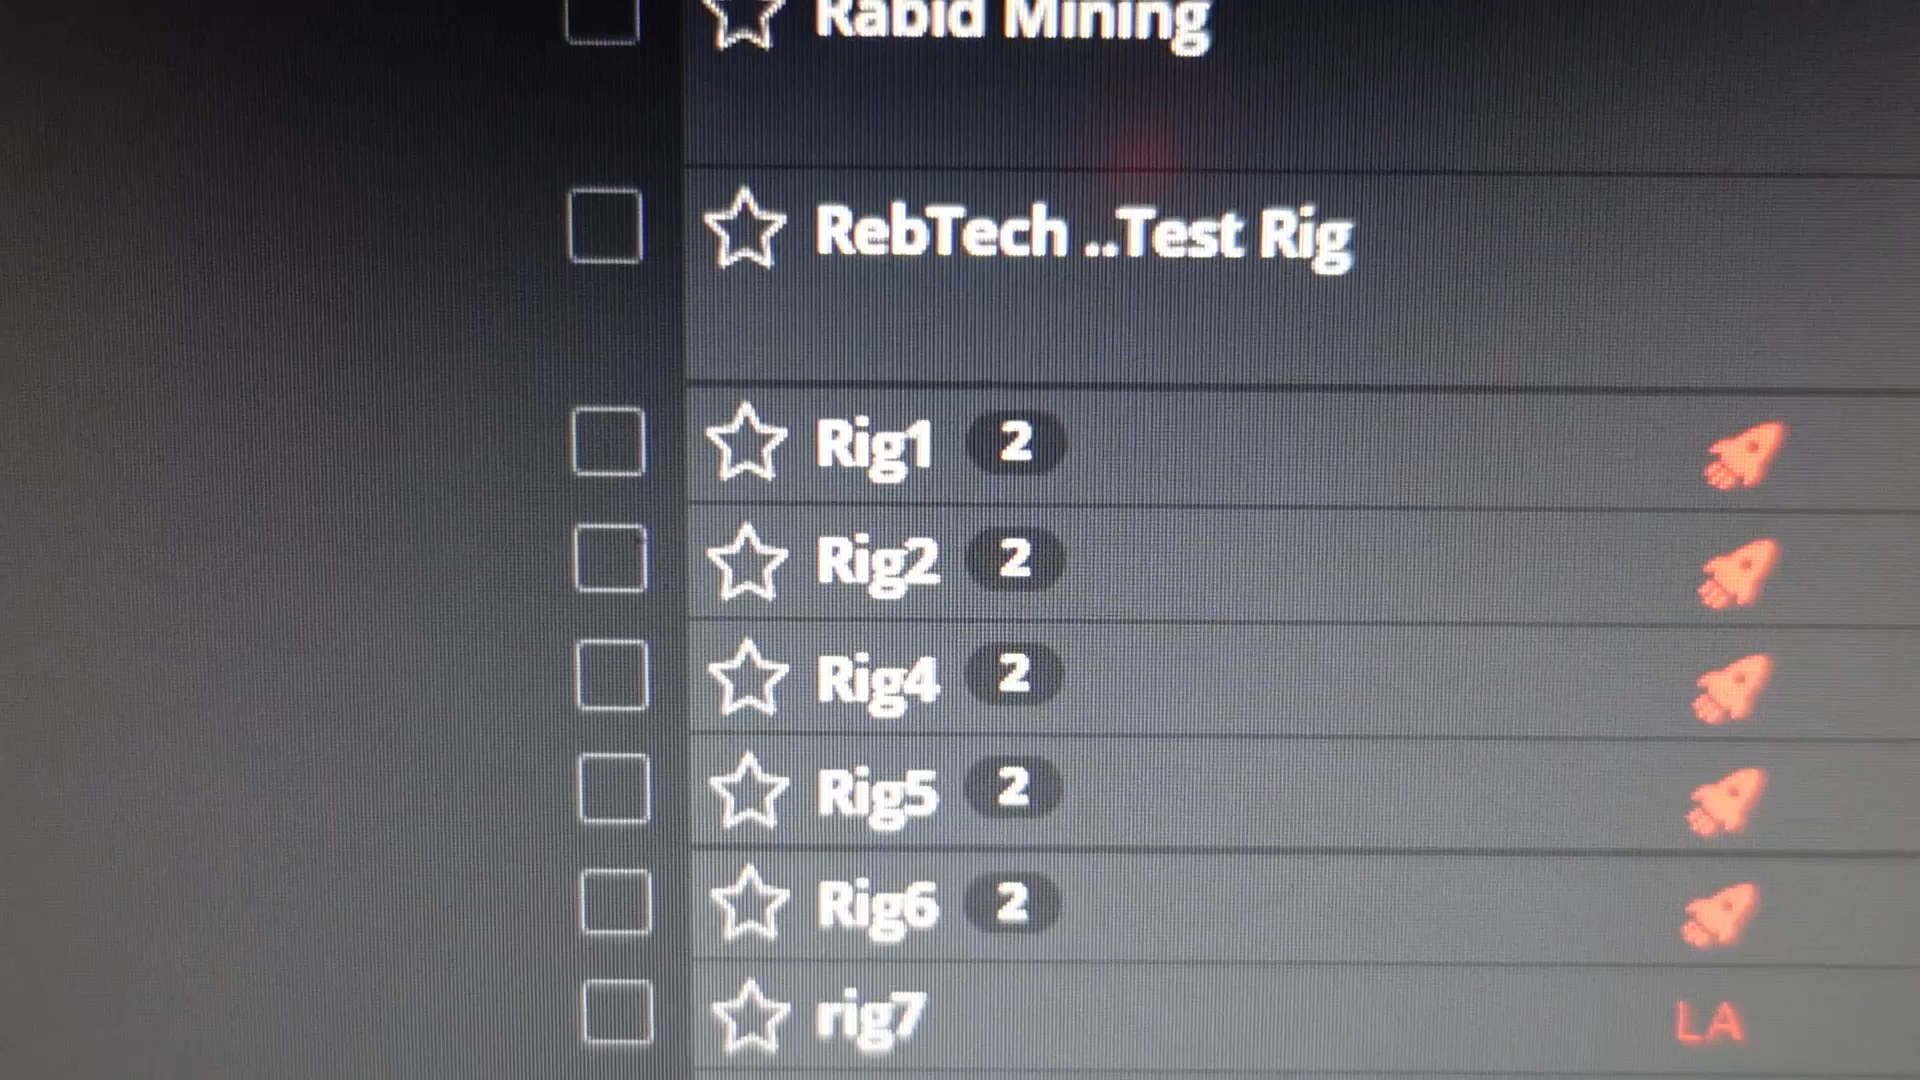 Rabid Mining
RebTech ..Test Rig
Rig1 2
Rig2 2
Rig4 2
Rig5 2
Rig6 2
rig7 LA